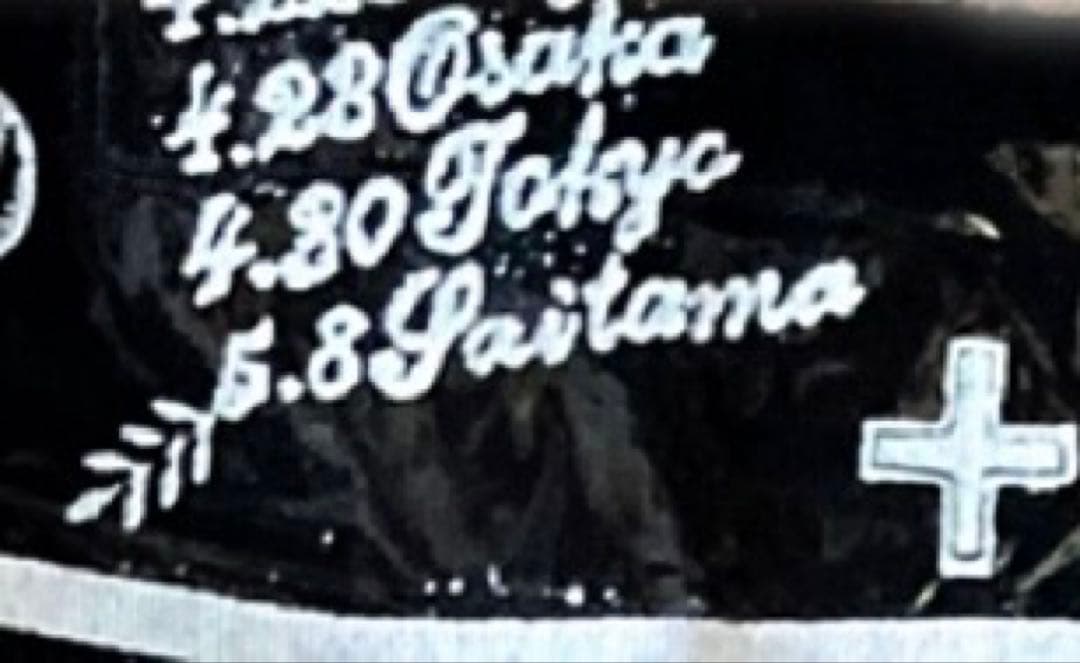 4.28 Osaka
4.30 Tokyo
5.8 Saitama